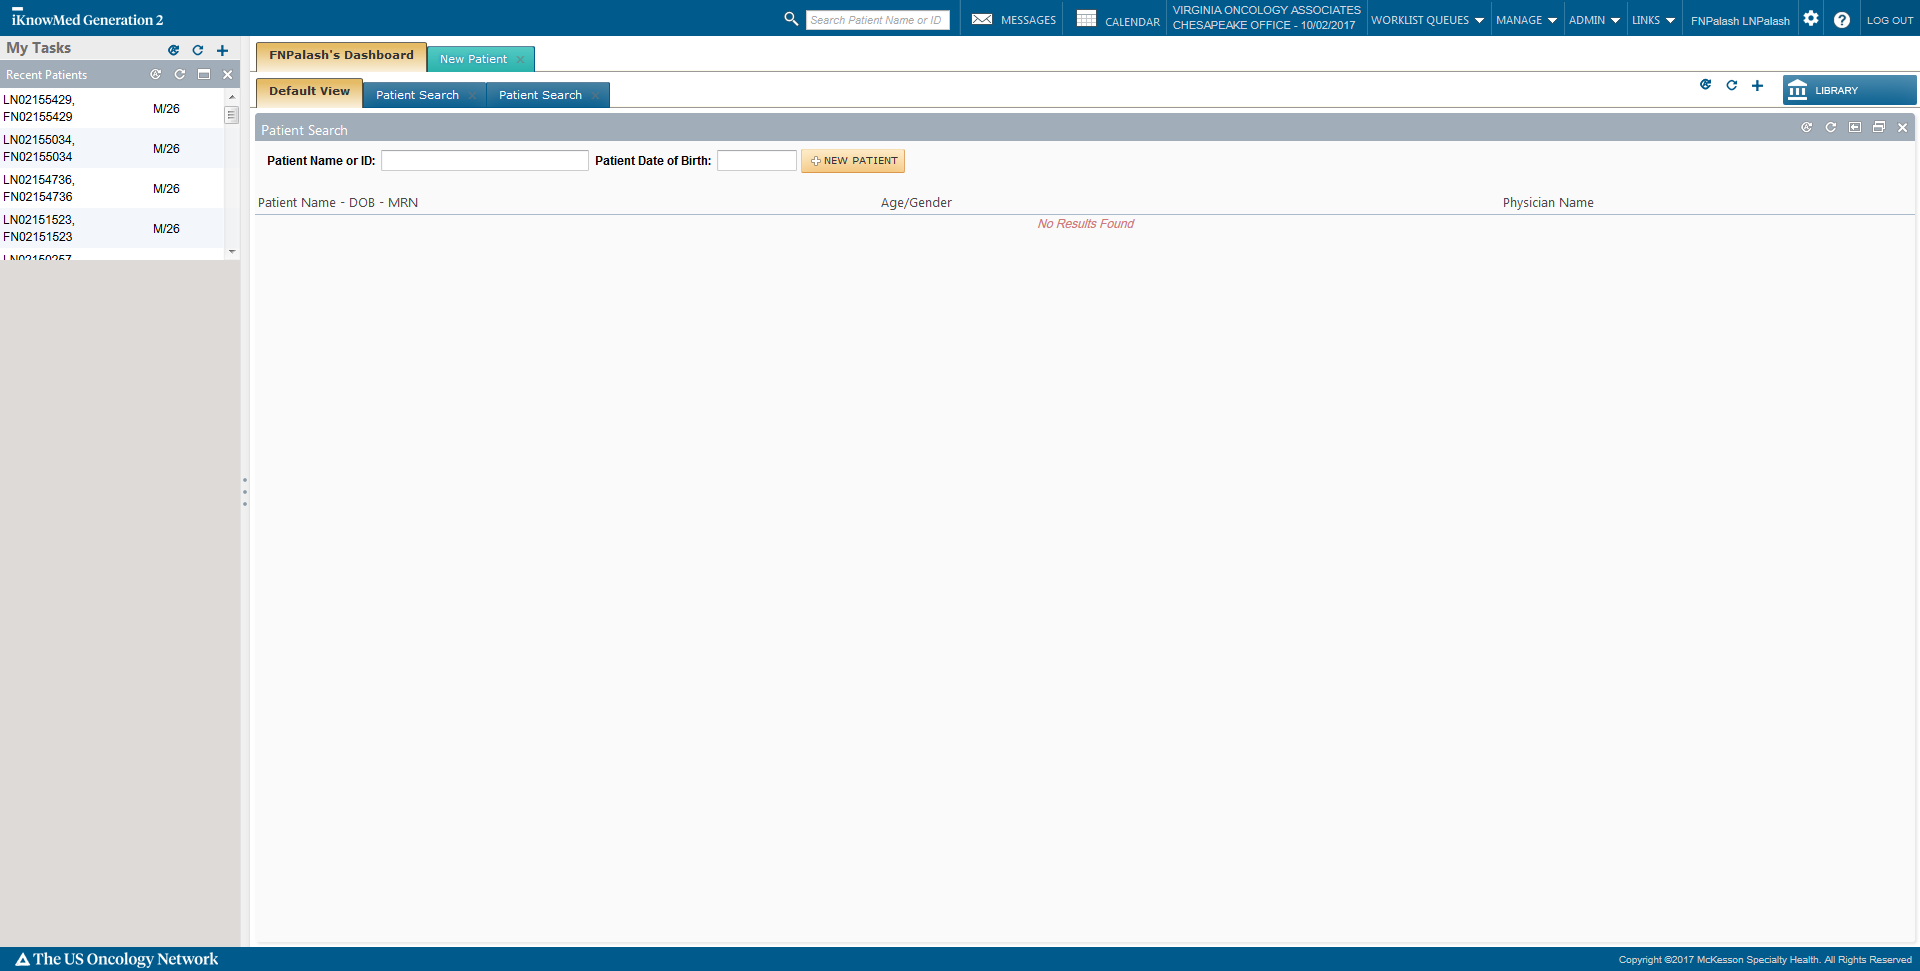 iKnowMed Generation 2
Search Patient Name or ID
MESSAGES
CALENDAR
VIRGINIA ONCOLOGY ASSOCIATES
CHESAPEAKE OFFICE - 10/02/2017
WORKLIST QUEUES
MANAGE
ADMIN
LINKS
FNPalash LNPalash
LOG OUT
My Tasks
Recent Patients
LN02155429,
FN02155429
M/26
LN02155034,
FN02155034
M/26
LN02154736,
FN02154736
M/26
LN02151523,
FN02151523
M/26
LN02150257,
FNPalash's Dashboard
New Patient
Default View
Patient Search
Patient Search
LIBRARY
Patient Search
Patient Name or ID:
Patient Date of Birth:
NEW PATIENT
Patient Name - DOB - MRN
Age/Gender
Physician Name
No Results Found
The US Oncology Network
Copyright ©2017 McKesson Specialty Health. All Rights Reserved